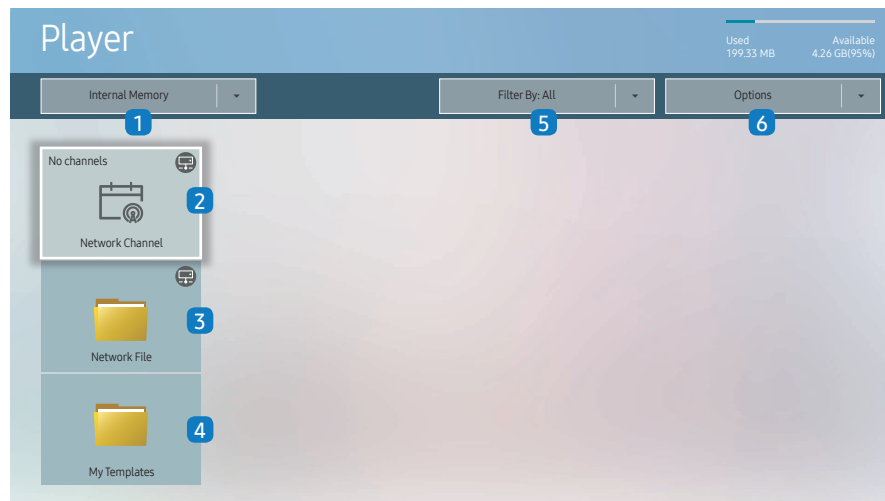 Player
Used Available
199.33 MB 4.26 GB(95%)
Internal Memory Filter By: All Options
1 5 6
No channels
2
Network Channel
3
Network File
4
My Templates